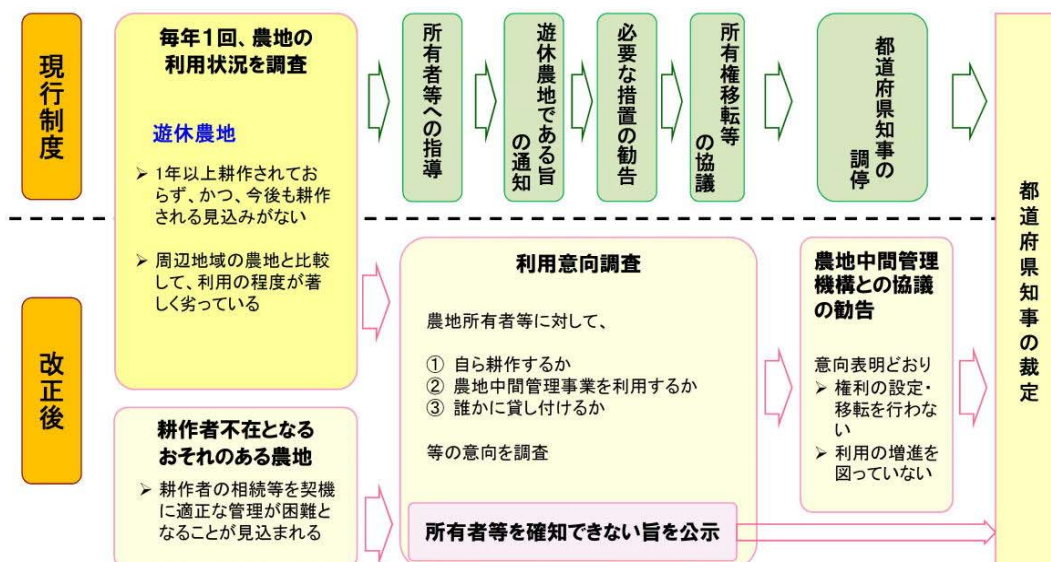 現行制度
毎年1回、農地の
利用状況を調査
遊休農地
➢ 1年以上耕作されてお
らず、かつ、今後も耕作
される見込みがない
➢ 周辺地域の農地と比較
して、利用の程度が著
しく劣っている
所有者等への指導
遊休農地である旨
の通知
必要な措置の勧告
所有権移転等
の協議
都道府県知事の
調停
都道府県知事の裁定
改正後
耕作者不在となる
おそれのある農地
➢ 耕作者の相続等を契機
に適正な管理が困難と
なることが見込まれる
利用意向調査
農地所有者等に対して、
① 自ら耕作するか
② 農地中間管理事業を利用するか
③ 誰かに貸し付けるか
等の意向を調査
所有者等を確知できない旨を公示
農地中間管理
機構との協議
の勧告
意向表明どおり
➢ 権利の設定・
移転を行わな
い
➢ 利用の増進を
図っていない